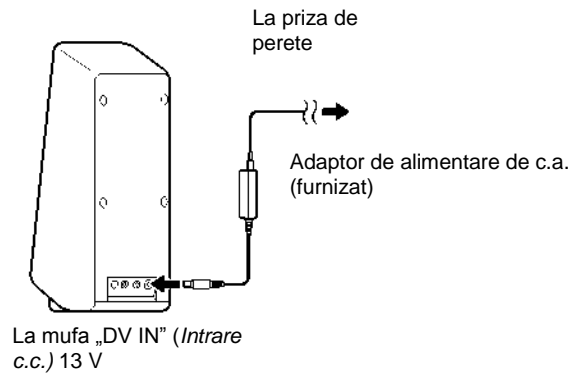 La priza de
perete
Adaptor de alimentare de c.a.
(furnizat)
La mufa „DV IN” (Intrare
c.c.) 13 V